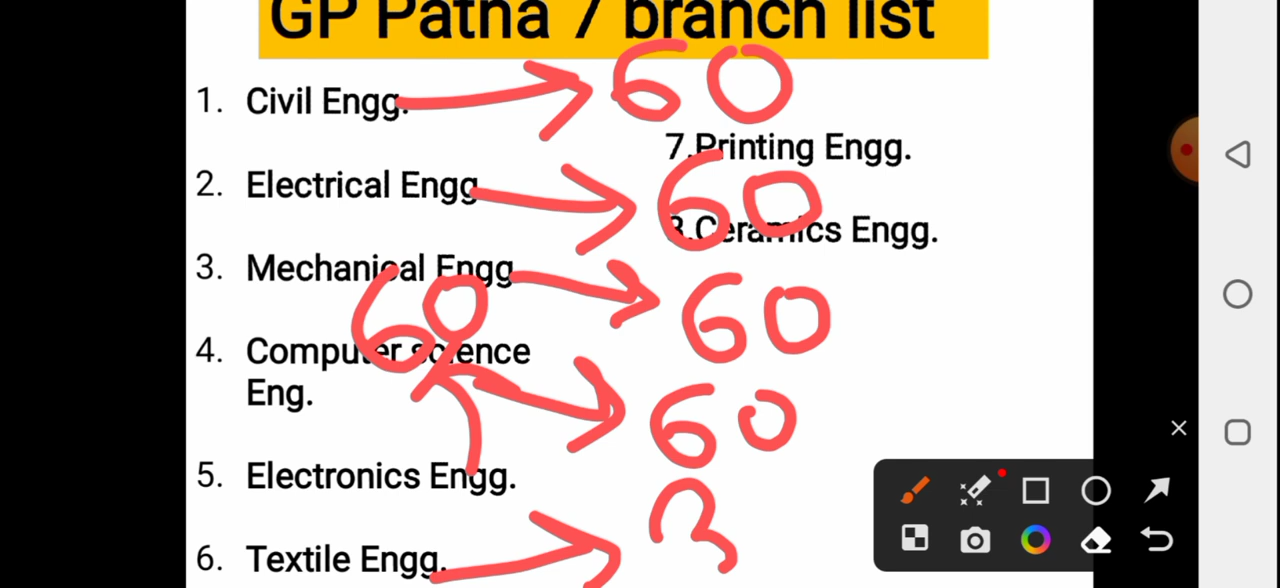 GP Patna 7 branch list
1. Civil Engg. 60
7.Printing Engg.
2. Electrical Engg 60
8.Ceramics Engg.
3. Mechanical Engg 60
60
4. Computer science
Eng. 60
5. Electronics Engg.
6. Textile Engg. 3